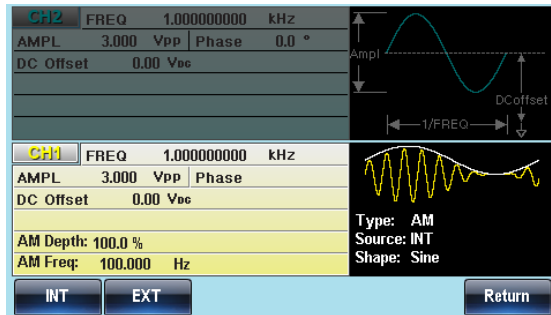 CH2 FREQ 1.000000000 kHz
AMPL 3.000 Vpp Phase 0.0 °
DC Offset 0.00 VDC
Ampl
DCoffset
1/FREQ
CH1 FREQ 1.000000000 kHz
AMPL 3.000 Vpp Phase
DC Offset 0.00 VDC
AM Depth: 100.0 %
AM Freq: 100.000 Hz
Type: AM
Source: INT
Shape: Sine
INT EXT Return